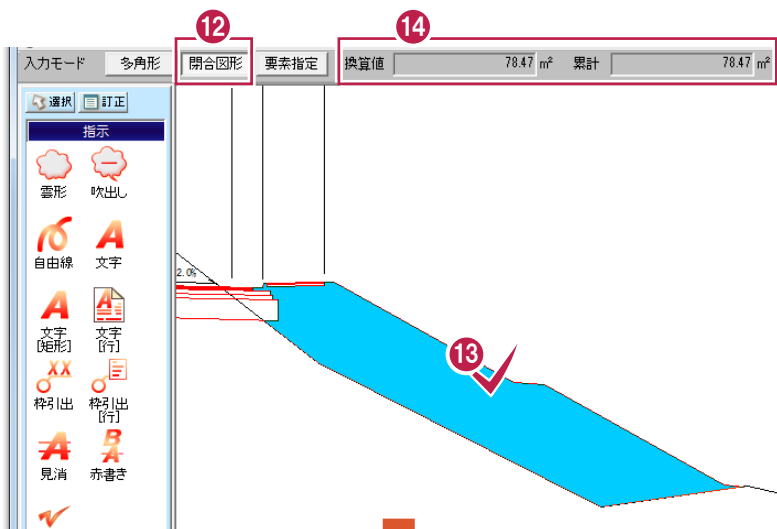 ⑫
⑭
入力モード 多角形 閉合図形 要素指定 換算値 78.47 m² 累計 78.47 m²
選択 訂正
指示
雲形 吹出し
自由線 文字
文字[矩形] 文字[行]
枠引出 枠引出[行]
見消 赤書き
2.0%
⑬